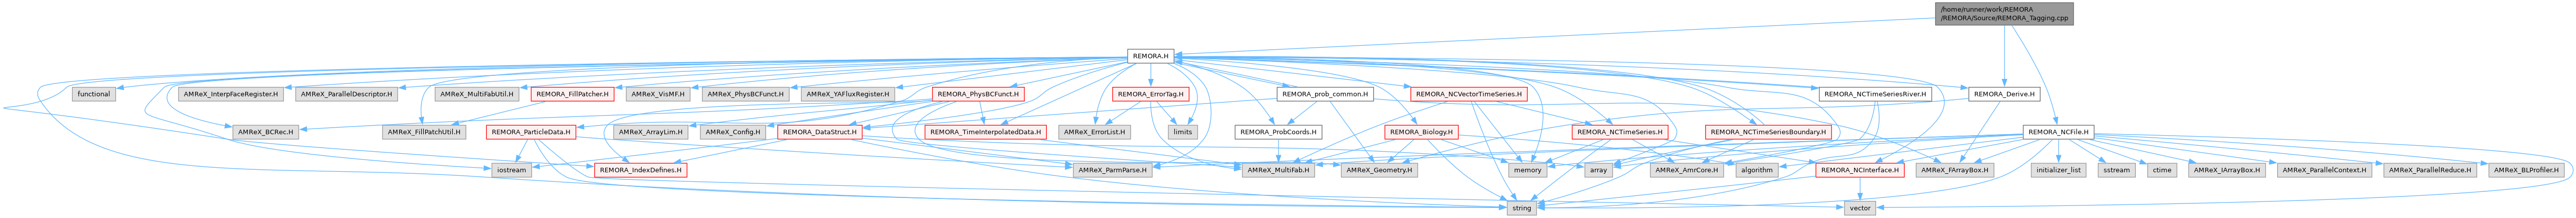 /home/runner/work/REMORA
/REMORA/Source/REMORA_Tagging.cpp
REMORA.H
functional
AMReX_InterpFaceRegister.H
AMReX_ParallelDescriptor.H
AMReX_MultiFabUtil.H
REMORA_FillPatcher.H
AMReX_VisMF.H
AMReX_PhysBCFunct.H
AMReX_YAFluxRegister.H
REMORA_PhysBCFunct.H
REMORA_ErrorTag.H
REMORA_prob_common.H
REMORA_NCVectorTimeSeries.H
REMORA_NCTimeSeriesRiver.H
REMORA_Derive.H
AMReX_BCRec.H
AMReX_FillPatchUtil.H
REMORA_ParticleData.H
AMReX_ArrayLim.H
AMReX_Config.H
REMORA_DataStruct.H
REMORA_TimeInterpolatedData.H
AMReX_ErrorList.H
limits
REMORA_ProbCoords.H
REMORA_Biology.H
REMORA_NCTimeSeries.H
REMORA_NCTimeSeriesBoundary.H
REMORA_NCFile.H
iostream
REMORA_IndexDefines.H
AMReX_ParmParse.H
AMReX_MultiFab.H
AMReX_Geometry.H
memory
array
AMReX_AmrCore.H
algorithm
REMORA_NCInterface.H
AMReX_FArrayBox.H
initializer_list
sstream
ctime
AMReX_IArrayBox.H
AMReX_ParallelContext.H
AMReX_ParallelReduce.H
AMReX_BLProfiler.H
string
vector